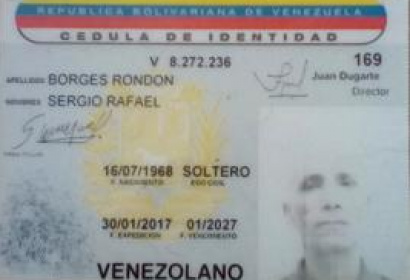 REPUBLICA BOLIVARIANA DE VENEZUELA
CEDULA DE IDENTIDAD
V 8.272.236
169
APELLIDOS BORGES RONDON
Juan Dugarte
Director
NOMBRES SERGIO RAFAEL
16/07/1968 SOLTERO
F. NACIMIENTO EDO CIVIL
30/01/2017 01/2027
F. EXPEDICION F. VENCIMIENTO
VENEZOLANO